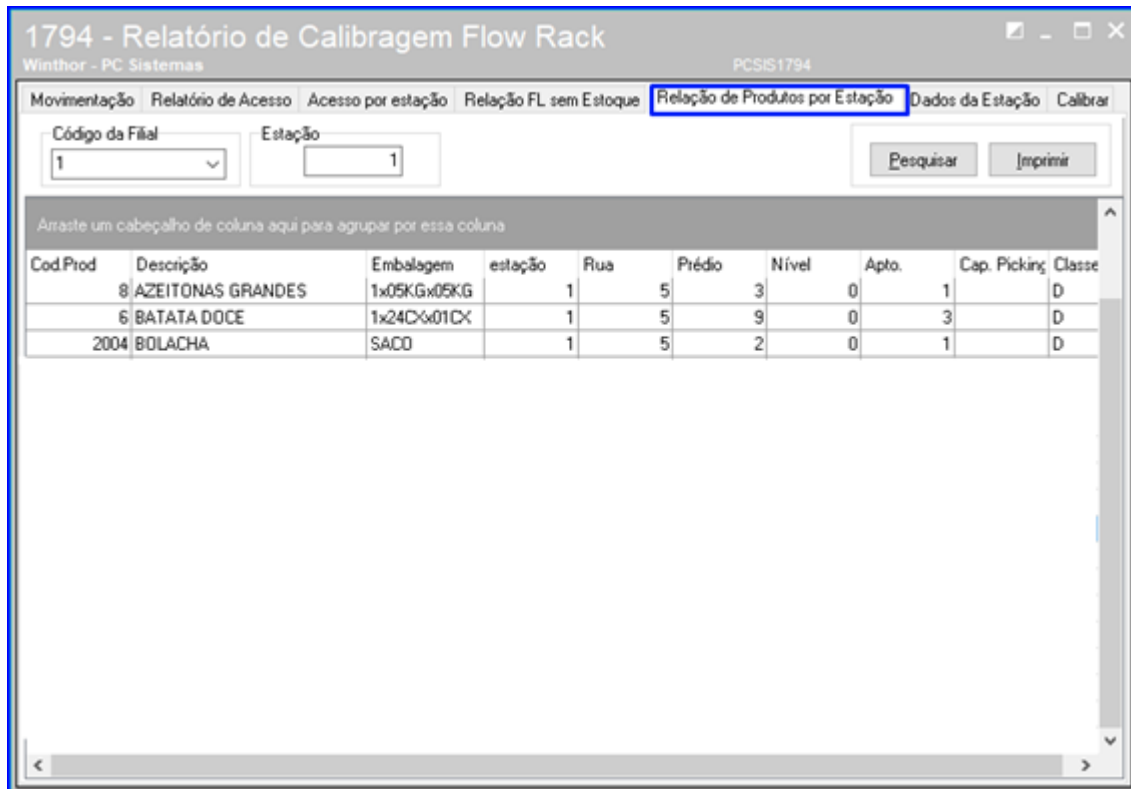 1794 - Relatório de Calibragem Flow Rack
Winthor - PC Sistemas PCSIS1794
Movimentação Relatório de Acesso Acesso por estação Relação FL sem Estoque Relação de Produtos por Estação Dados da Estação Calibrar
Código da Filial Estação
1 1 Pesquisar Imprimir
Arraste um cabeçalho de coluna aqui para agrupar por essa coluna
Cod.Prod Descrição Embalagem estação Rua Prédio Nível Apto. Cap. Picking Classe
8 AZEITONAS GRANDES 1x05KGx05KG 1 5 3 0 1 D
6 BATATA DOCE 1x24CXx01CX 1 5 9 0 3 D
2004 BOLACHA SACO 1 5 2 0 1 D